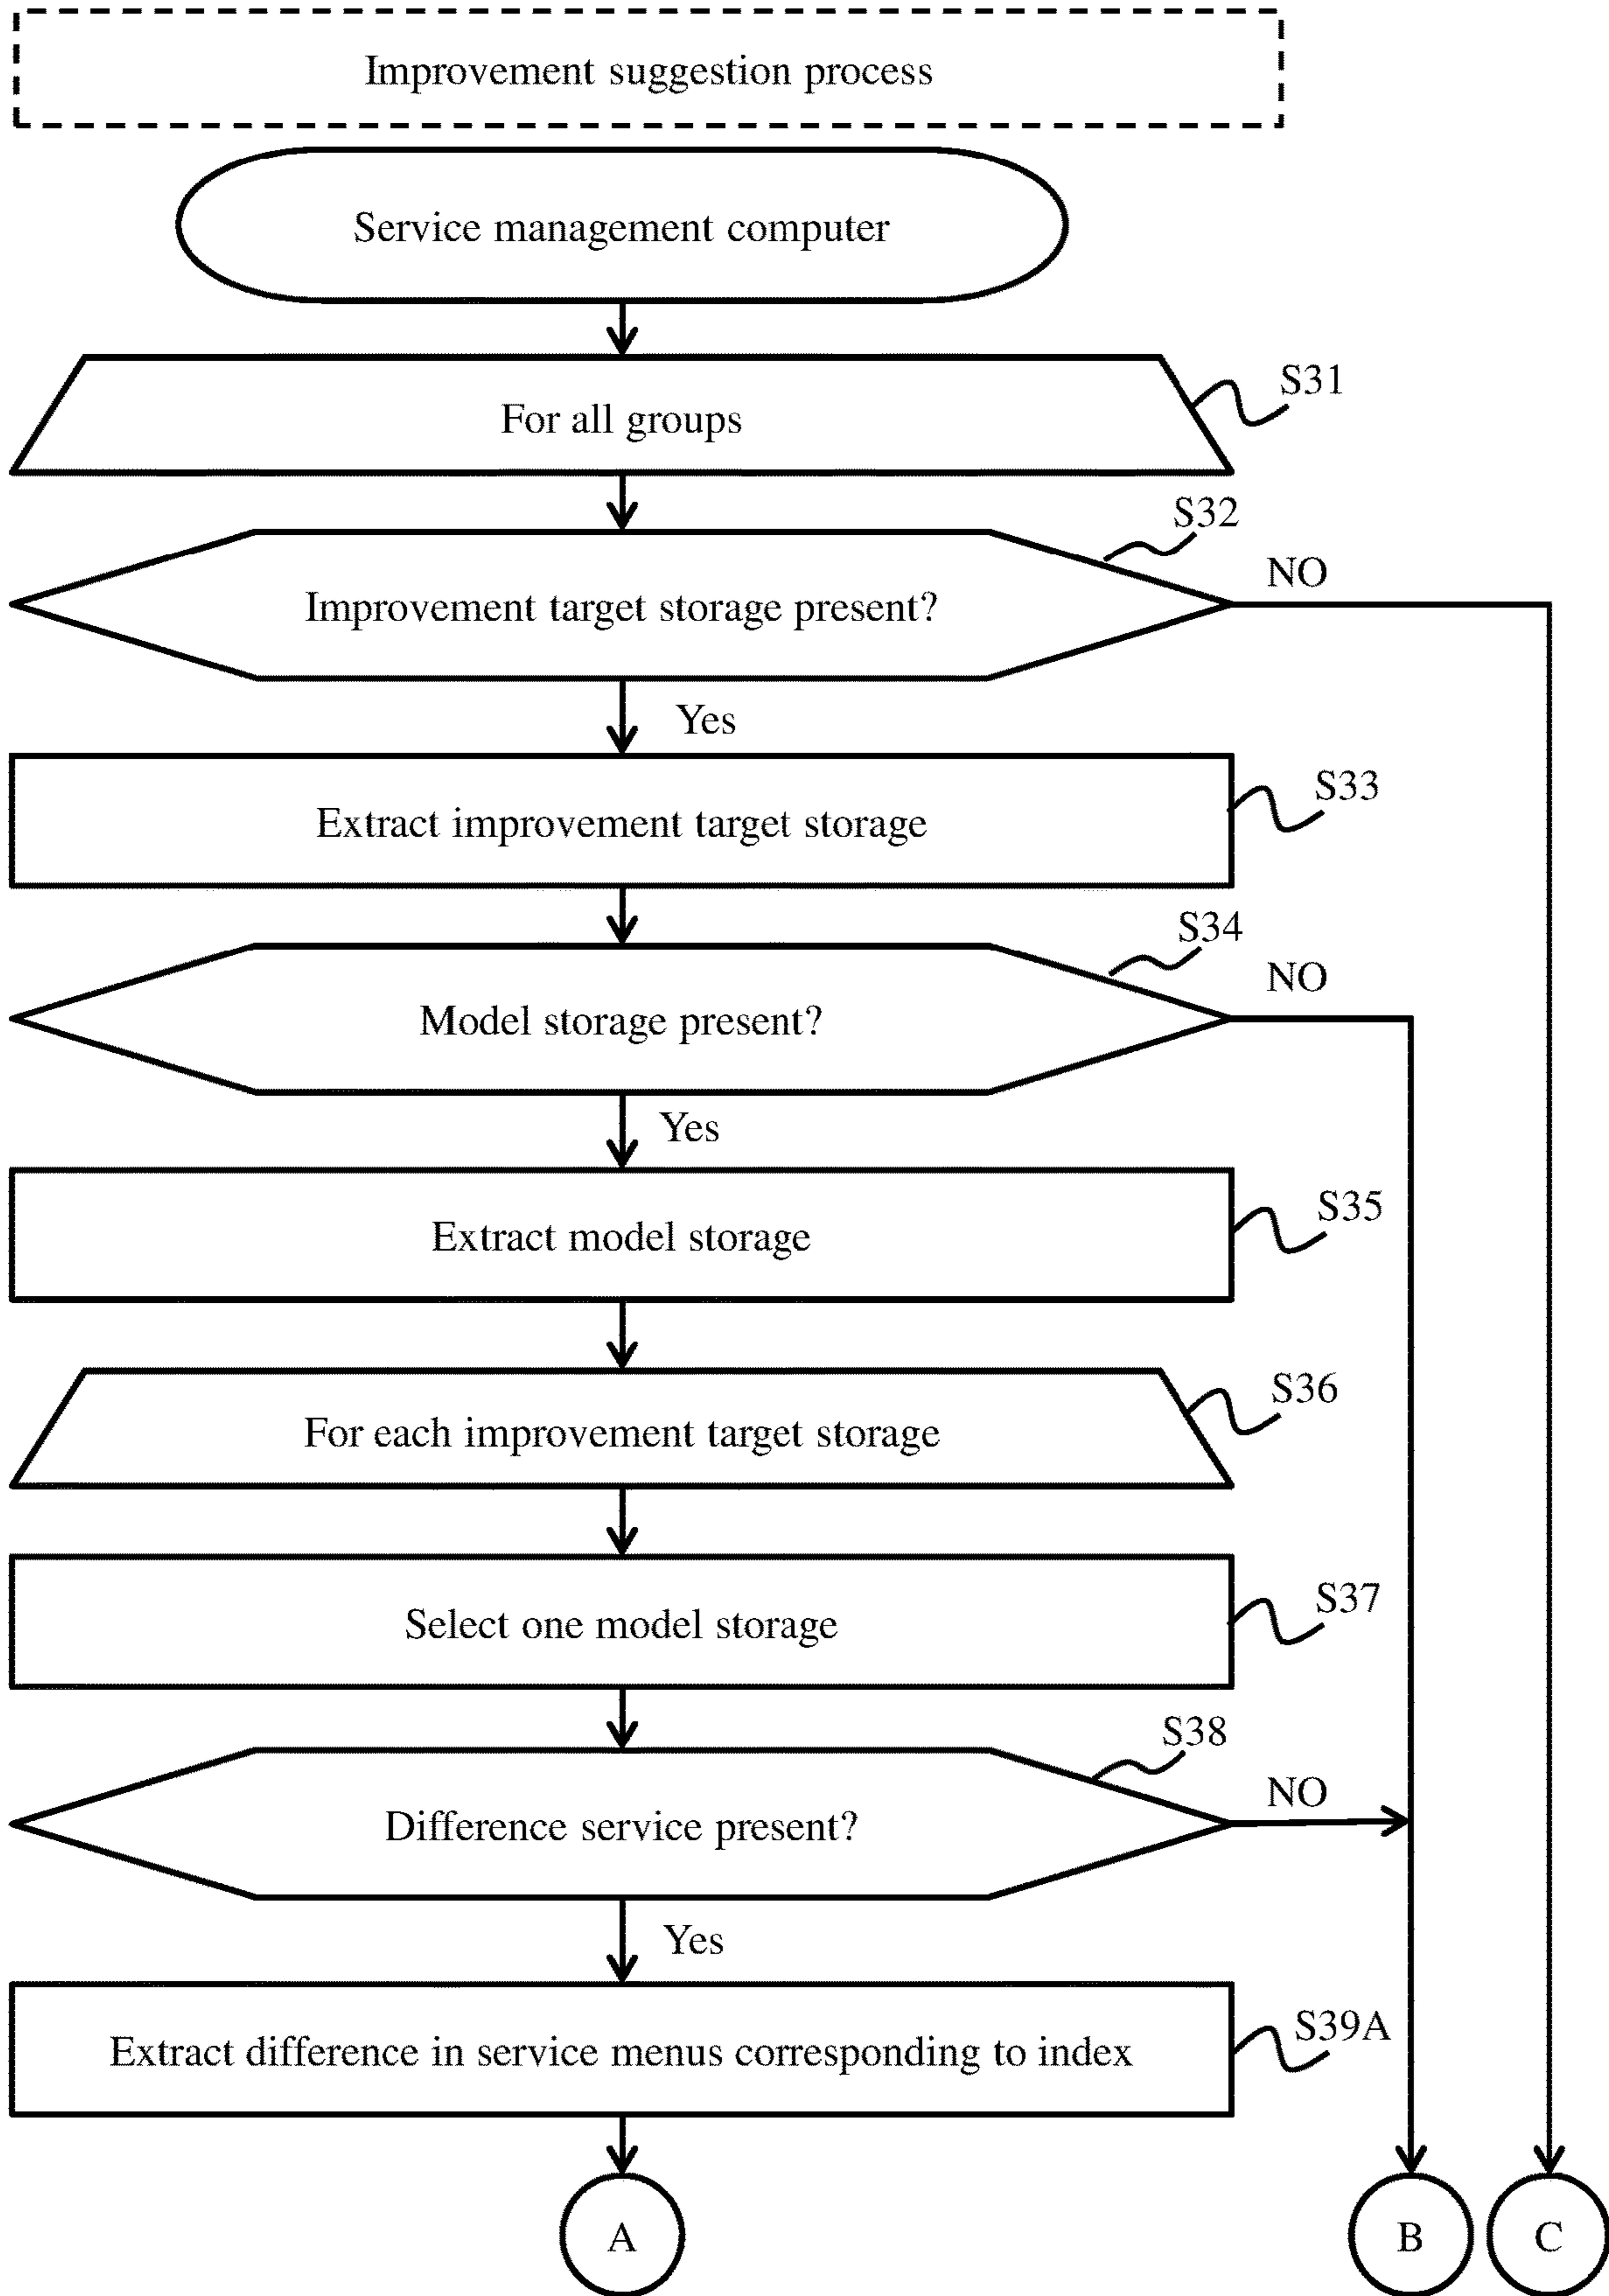 Improvement suggestion process
Service management computer
For all groups
S31
S32
Improvement target storage present?
NO
Yes
Extract improvement target storage
S33
S34
Model storage present?
NO
Yes
Extract model storage
S35
For each improvement target storage
S36
Select one model storage
S37
S38
Difference service present?
NO
Yes
Extract difference in service menus corresponding to index
S39A
A
B
C